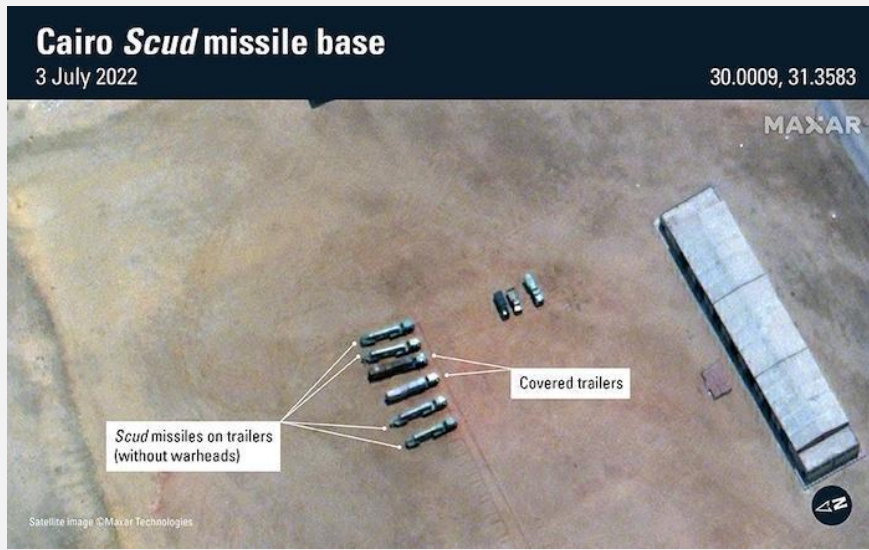 Cairo Scud missile base
3 July 2022
30.0009, 31.3583
MAXAR
Covered trailers
Scud missiles on trailers
(without warheads)
Satellite image ©Maxar Technologies
N